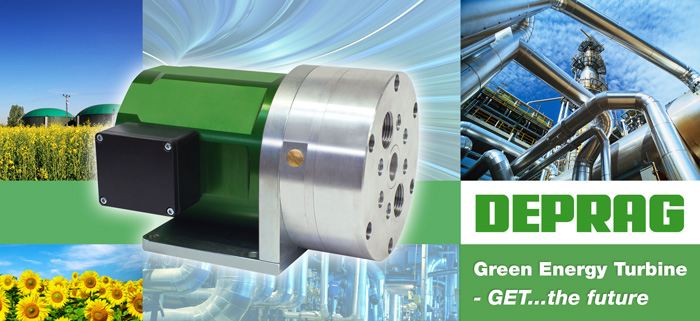 DEPRAG
Green Energy Turbine
- GET...the future